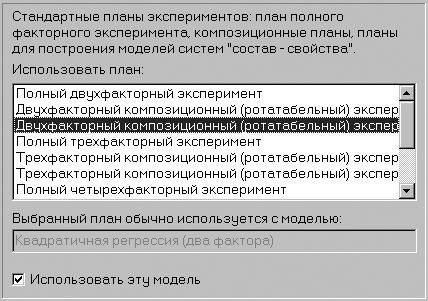 Стандартные планы экспериментов: план полного
факторного эксперимента, композиционные планы, планы
для построения моделей систем "состав - свойства".
Использовать план:
Полный двухфакторный эксперимент
Двухфакторный композиционный (ротатабельный) экспер
Двухфакторный композиционный (ротатабельный) экспер
Полный трехфакторный эксперимент
Трехфакторный композиционный (ротатабельный) экспер
Трехфакторный композиционный (ротатабельный) экспер
Полный четырехфакторный эксперимент
Выбранный план обычно используется с моделью:
Квадратичная регрессия (два фактора)
Использовать эту модель